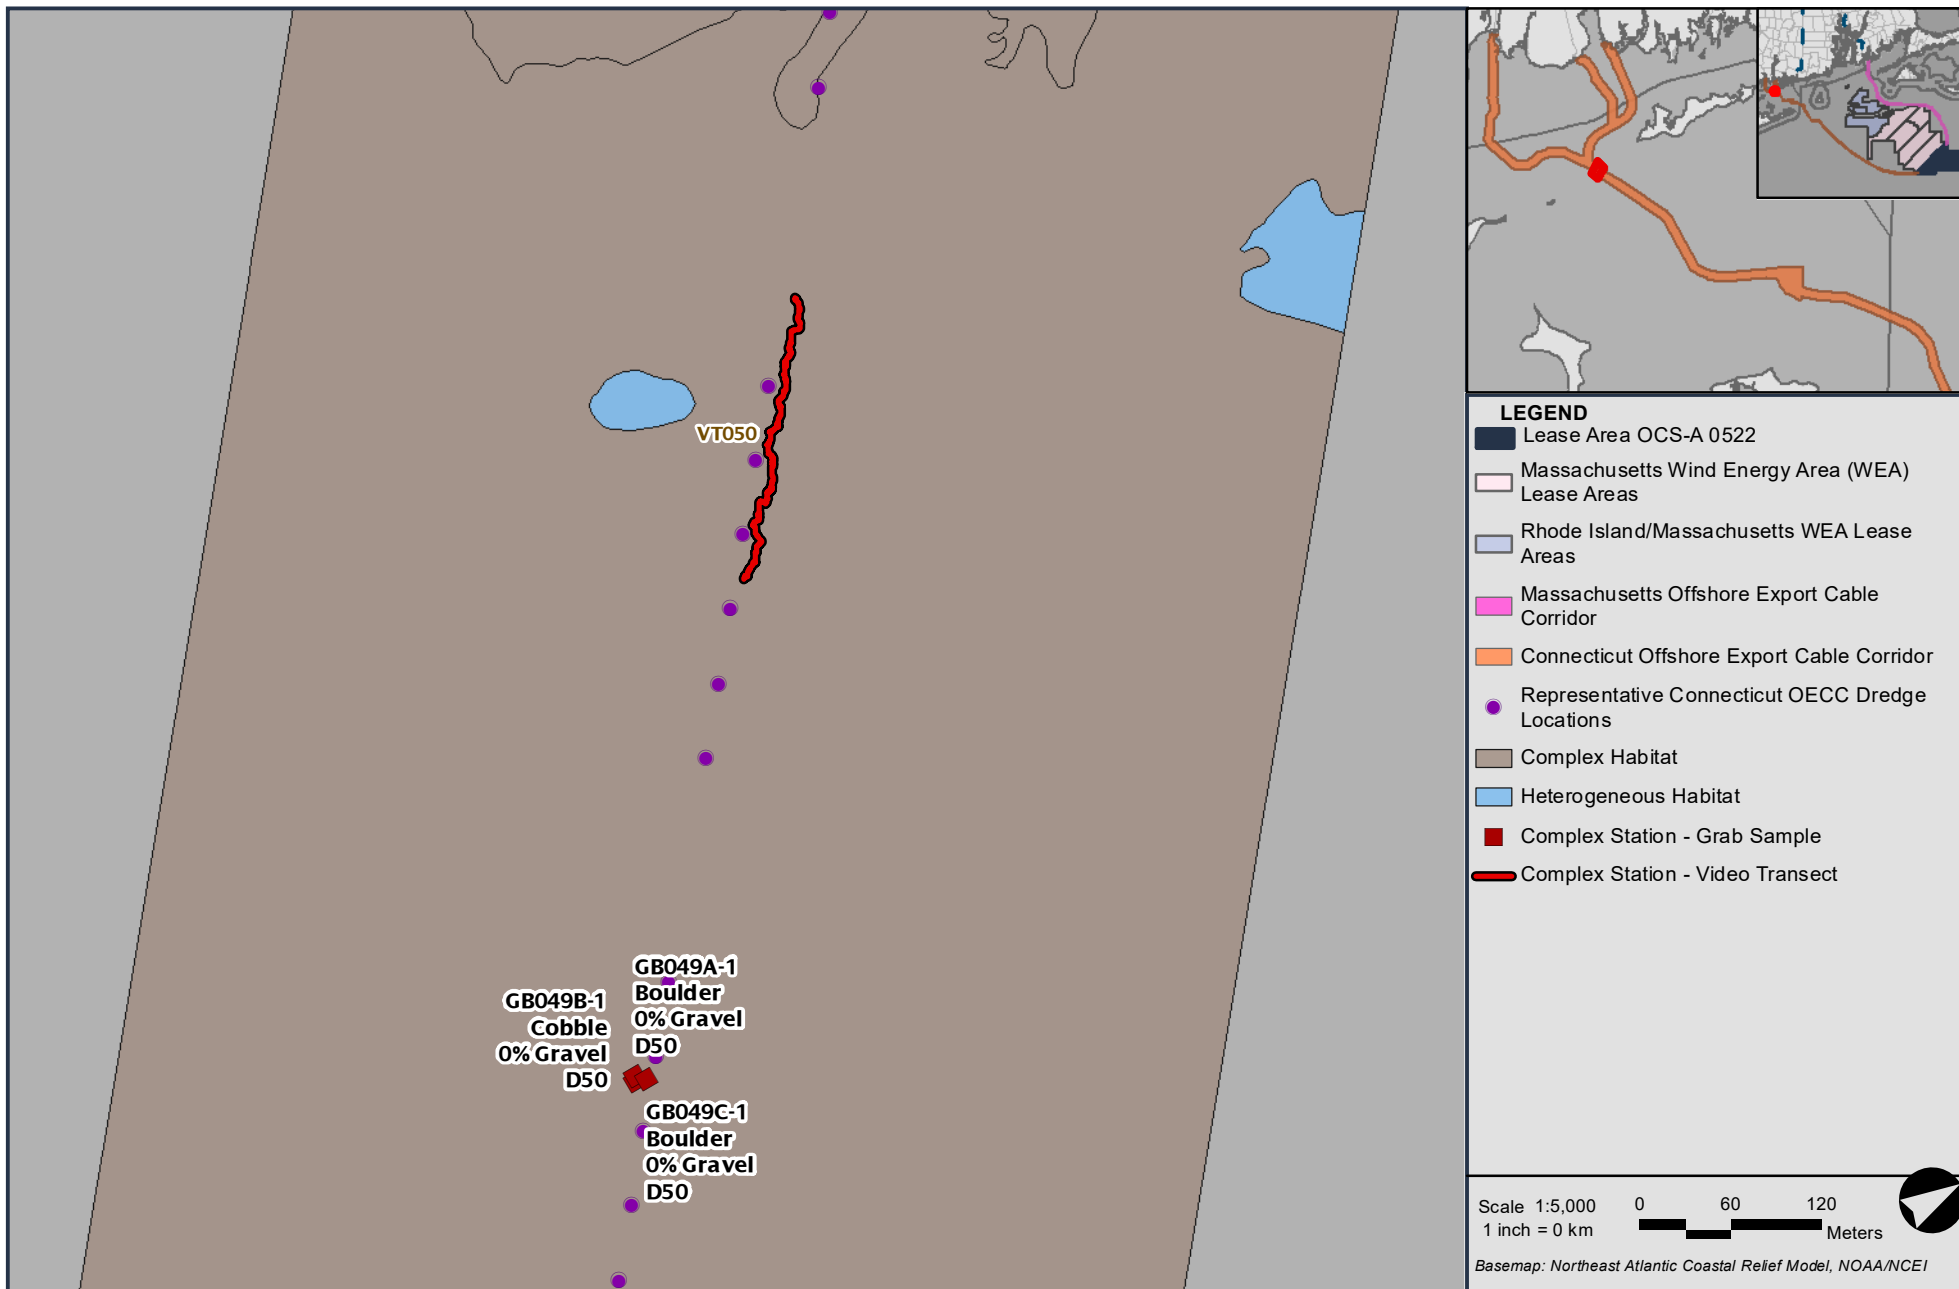 VT050
GB049A-1
Boulder
0% Gravel
D50
GB049B-1
Cobble
0% Gravel
D50
GB049C-1
Boulder
0% Gravel
D50
LEGEND
Lease Area OCS-A 0522
Massachusetts Wind Energy Area (WEA)
Lease Areas
Rhode Island/Massachusetts WEA Lease
Areas
Massachusetts Offshore Export Cable
Corridor
Connecticut Offshore Export Cable Corridor
Representative Connecticut OECC Dredge
Locations
Complex Habitat
Heterogeneous Habitat
Complex Station - Grab Sample
Complex Station - Video Transect
Scale 1:5,000
1 inch = 0 km
0 60 120
Meters
Basemap: Northeast Atlantic Coastal Relief Model, NOAA/NCEI